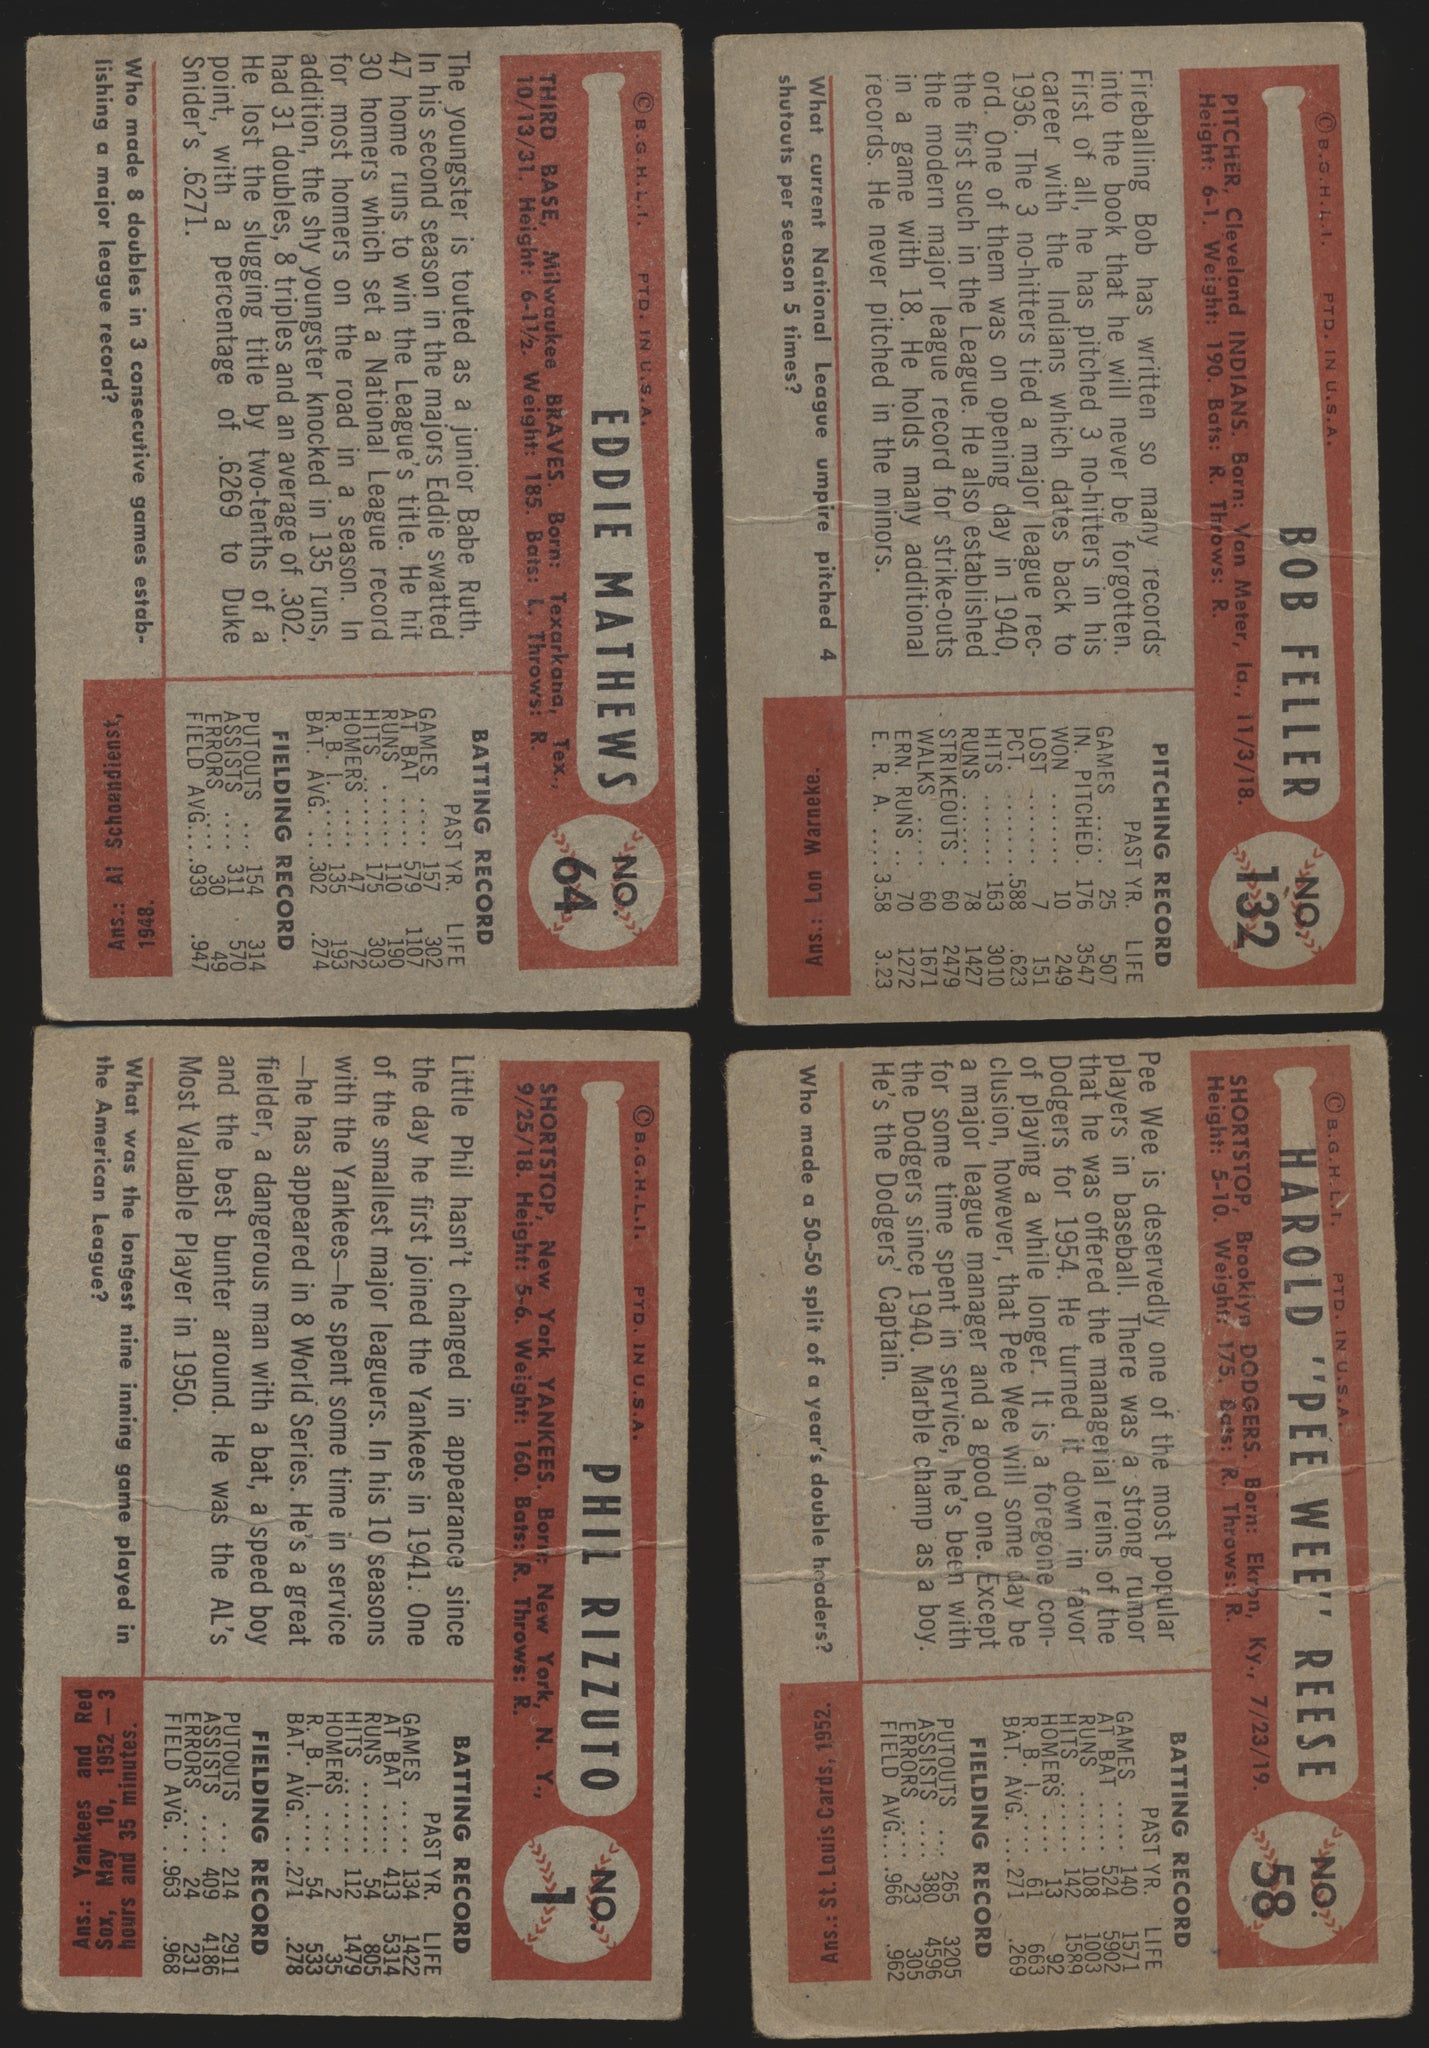 © B.G.H.L.I. PTD. IN U.S.A.
EDDIE MATHEWS
NO. 64
THIRD BASE, Milwaukee BRAVES. Born: Texarkana, Tex.,
10/13/31. Height: 6-1½. Weight: 185. Bats: L. Throws: R.
The youngster is touted as a junior Babe Ruth.
In his second season in the majors Eddie swatted
47 home runs to win the League's title. He hit
30 homers which set a National League record
for most homers on the road in a season. In
addition, the shy youngster knocked in 135 runs,
had 31 doubles, 8 triples and an average of .302.
He lost the slugging title by two-tenths of a
point, with a percentage of .6269 to Duke
Snider's .6271.
Who made 8 doubles in 3 consecutive games estab-
lishing a major league record?
BATTING RECORD
PAST YR. LIFE
GAMES ..... 157 302
AT BAT .... 579 1107
RUNS ...... 110 190
HITS ...... 175 303
HOMERS .... 47 72
R. B. I. .... 135 193
BAT. AVG. ... .302 .274
FIELDING RECORD
PUTOUTS ... 154 314
ASSISTS .... 311 570
ERRORS .... 30 49
FIELD AVG... .939 .947
Ans.: Al Schoendienst,
1948.
© B.G.H.L.I. PTD. IN U.S.A.
BOB FELLER
NO. 132
PITCHER, Cleveland INDIANS. Born: Van Meter, Ia., 11/3/18.
Height: 6-1. Weight: 190. Bats: R. Throws: R.
Fireballing Bob has written so many records
into the book that he will never be forgotten.
First of all, he has pitched 3 no-hitters in his
career with the Indians which dates back to
1936. The 3 no-hitters tied a major league rec-
ord. One of them was on opening day in 1940,
the first such in the League. He also established
the modern major league record for strike-outs
in a game with 18. He holds many additional
records. He never pitched in the minors.
What current National League umpire pitched 4
shutouts per season 5 times?
PITCHING RECORD
PAST YR. LIFE
GAMES ..... 25 507
IN. PITCHED 176 3547
WON ....... 10 249
LOST ...... 7 151
PCT. ....... .588 .623
HITS ...... 163 3010
RUNS ...... 78 1427
STRIKEOUTS . 60 2479
WALKS ..... 60 1671
ERN. RUNS .. 70 1272
E. R. A. .... 3.58 3.23
Ans.: Lon Warneke.
© B.G.H.L.I. PTD. IN U.S.A.
PHIL RIZZUTO
NO. 1
SHORTSTOP, New York YANKEES. Born: New York, N. Y.,
9/25/18. Height: 5-6. Weight: 160. Bats: R. Throws: R.
Little Phil hasn't changed in appearance since
the day he first joined the Yankees in 1941. One
of the smallest major leaguers. In his 10 seasons
with the Yankees—he spent some time in service
—he has appeared in 8 World Series. He's a great
fielder, a dangerous man with a bat, a speed boy
and the best bunter around. He was the AL's
Most Valuable Player in 1950.
What was the longest nine inning game played in
the American League?
BATTING RECORD
PAST YR. LIFE
GAMES ..... 134 1422
AT BAT .... 413 5314
RUNS ...... 54 805
HITS ...... 112 1479
HOMERS .... 2 35
R. B. I. .... 54 533
BAT. AVG. ... .271 .278
FIELDING RECORD
PUTOUTS ... 214 2911
ASSISTS .... 409 4186
ERRORS .... 24 231
FIELD AVG... .963 .968
Ans.: Yankees and Red
Sox, May 10, 1952—3
hours and 35 minutes.
© B.G.H.L.I. PTD. IN U.S.A.
HAROLD "PEE WEE" REESE
NO. 58
SHORTSTOP, Brooklyn DODGERS. Born: Ekron, Ky., 7/23/19.
Height: 5-10. Weight: 175. Bats: R. Throws: R.
Pee Wee is deservedly one of the most popular
players in baseball. There was a strong rumor
that he was offered the managerial reins of the
Dodgers for 1954. He turned it down in favor
of playing a while longer. It is a foregone con-
clusion, however, that Pee Wee will some day be
a major league manager and a good one. Except
for some time spent in service, he's been with
the Dodgers since 1940. Marble champ as a boy.
He's the Dodgers' Captain.
Who made a 50-50 split of a year's double headers?
BATTING RECORD
PAST YR. LIFE
GAMES ..... 140 1571
AT BAT .... 524 5902
RUNS ...... 108 1003
HITS ...... 142 1589
HOMERS .... 13 92
R. B. I. .... 61 663
BAT. AVG. ... .271 .269
FIELDING RECORD
PUTOUTS ... 265 3205
ASSISTS .... 380 4596
ERRORS .... 23 305
FIELD AVG... .966 .962
Ans.: St. Louis Cards, 1952.